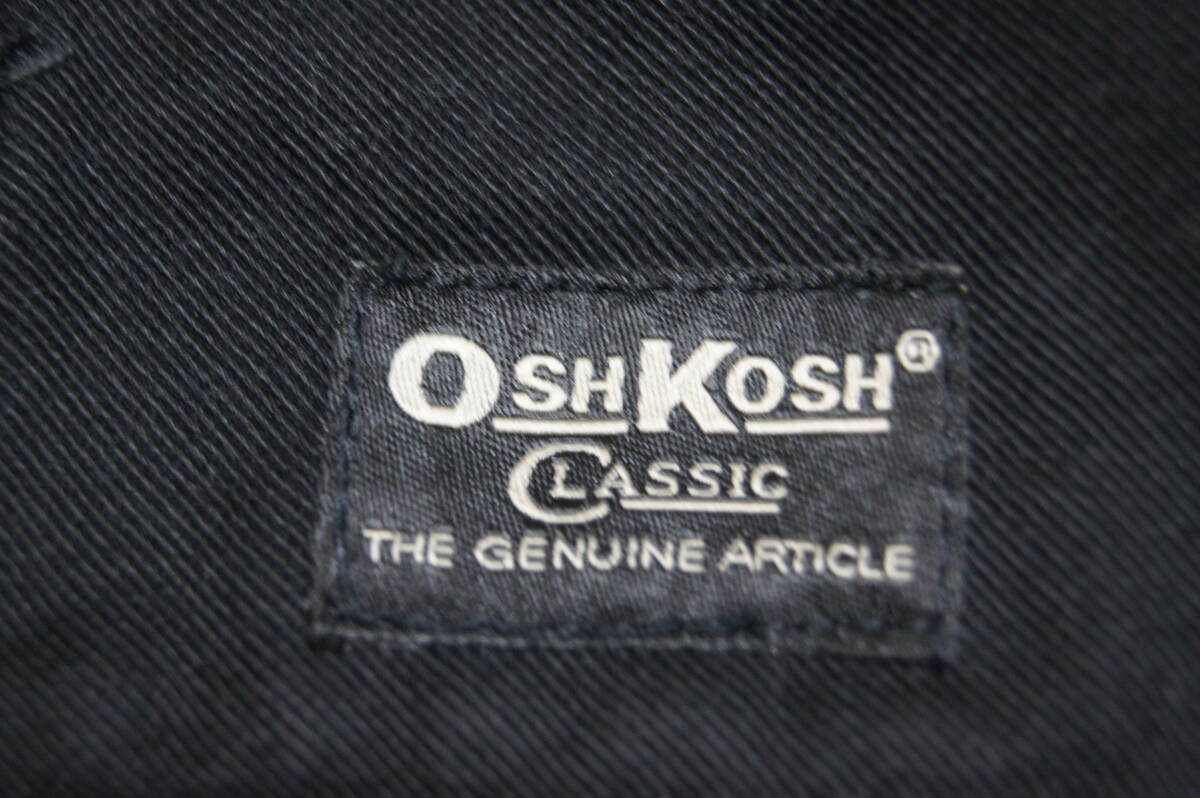 OSHKOSH®
CLASSIC
THE GENUINE ARTICLE